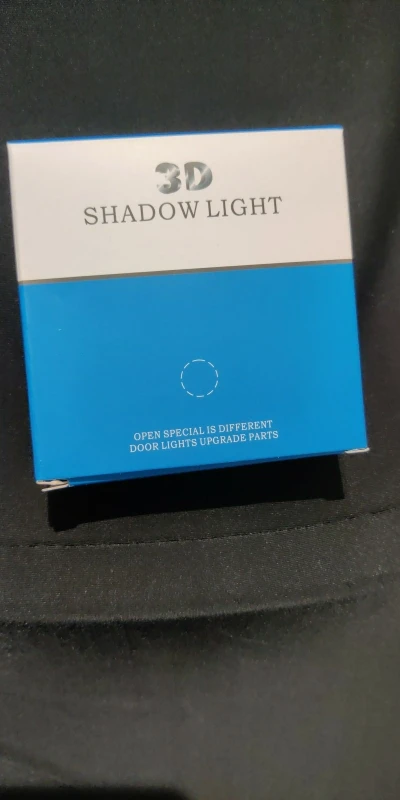 3D
SHADOW LIGHT
OPEN SPECIAL IS DIFFERENT
DOOR LIGHTS UPGRADE PARTS